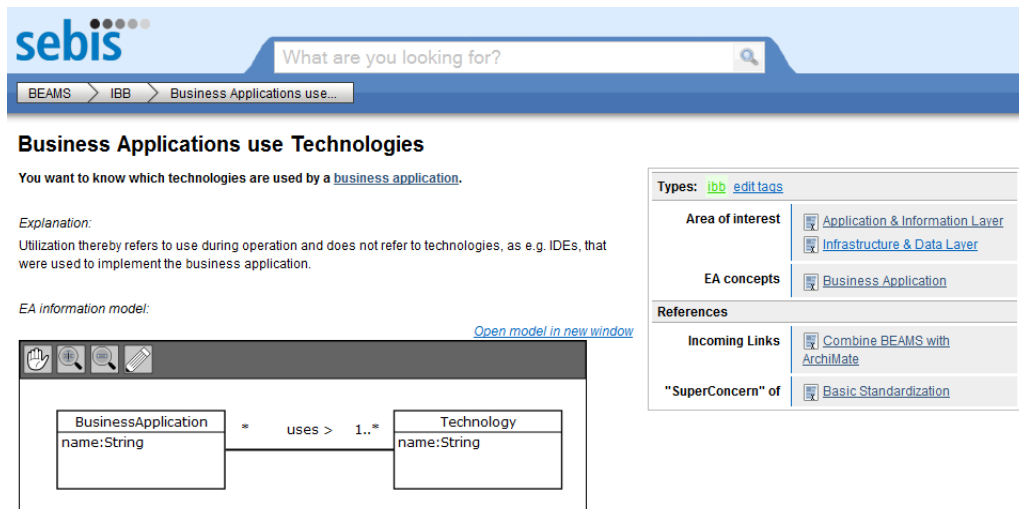 sebis
What are you looking for?
BEAMS
IBB
Business Applications use...
Business Applications use Technologies
You want to know which technologies are used by a business application.
Explanation:
Utilization thereby refers to use during operation and does not refer to technologies, as e.g. IDEs, that
were used to implement the business application.
EA information model:
Open model in new window
BusinessApplication
name:String
* uses > 1..*
Technology
name:String
Types: ibb edit tags
Area of interest
Application & Information Layer
Infrastructure & Data Layer
EA concepts
Business Application
References
Incoming Links
Combine BEAMS with
ArchiMate
"SuperConcern" of
Basic Standardization